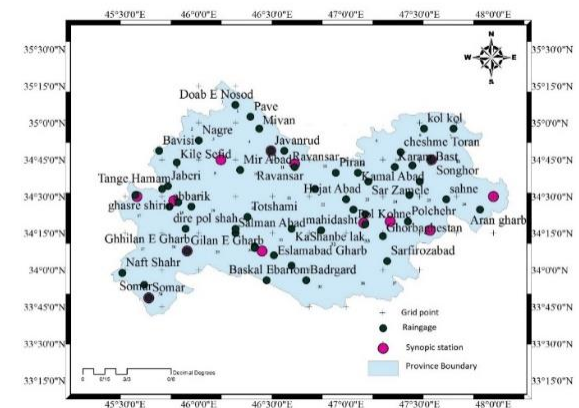 45°30'0"E 46°0'0"E 46°30'0"E 47°0'0"E 47°30'0"E 48°0'0"E
N
W E
S
35°30'0"N 35°30'0"N
35°15'0"N 35°15'0"N
35°0'0"N 35°0'0"N
34°45'0"N 34°45'0"N
34°30'0"N 34°30'0"N
34°15'0"N 34°15'0"N
34°0'0"N 34°0'0"N
33°45'0"N 33°45'0"N
33°30'0"N 33°30'0"N
33°15'0"N 33°15'0"N
Doab E Nosod
Pave
Mivan
kol kol
Nagre
Bavisi
Javanrud
cheshme Toran
Kile Sefid
Mir Abad
Ravansar
Piran
Karam Bast
Songhor
Tange Hamam
Jaberi
Ravansar
Kamal Abad
Hojat Abad
Sar Zamele
sahne
ghasre shirin
abbarik
Totshami
Pol Kohne
Polchehr
Aran gharb
dire pol shah
Salman Abad
mahidasht
Ghorbaghestan
Ghhilan E Gharb
Gilan E Gharb
KaShanbe lak
Eslamabad Gharb
Sarfirozabad
Naft Shahr
Baskal Ebanom
Badrgard
Somar
Somar
Grid point
Raingage
Synopic station
Province Boundary
Decimal Degrees
45°30'0"E 46°0'0"E 46°30'0"E 47°0'0"E 47°30'0"E 48°0'0"E